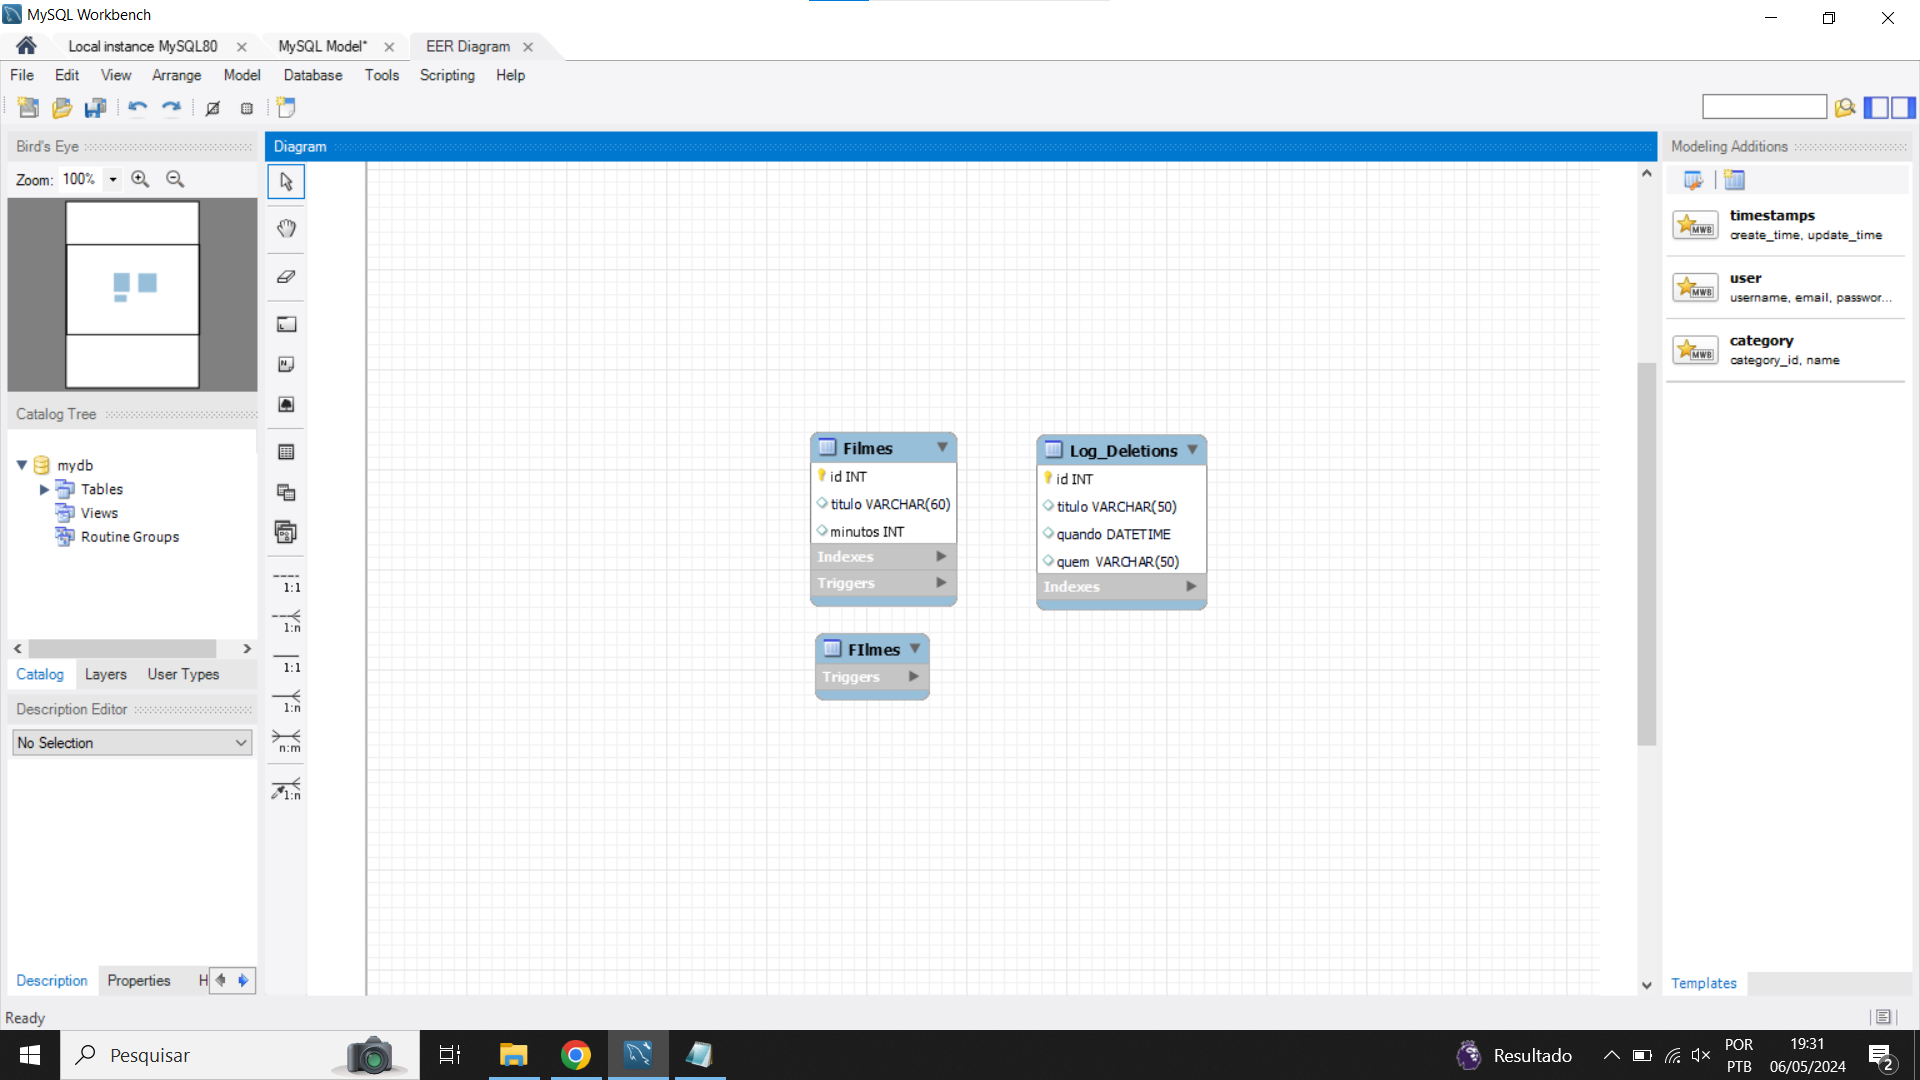 MySQL Workbench
Local instance MySQL80
MySQL Model*
EER Diagram
File Edit View Arrange Model Database Tools Scripting Help
Bird's Eye
Zoom: 100%
Catalog Tree
mydb
Tables
Views
Routine Groups
Catalog Layers User Types
Description Editor
No Selection
Description Properties H
Ready
Diagram
1:1
1:n
1:1
1:n
n:m
1:n
Filmes
id INT
titulo VARCHAR(60)
minutos INT
Indexes
Triggers
Log_Deletions
id INT
titulo VARCHAR(50)
quando DATETIME
quem VARCHAR(50)
Indexes
FIlmes
Triggers
Modeling Additions
MWB
timestamps
create_time, update_time
MWB
user
username, email, passwor...
MWB
category
category_id, name
Templates
Pesquisar
Resultado
POR
PTB
19:31
06/05/2024
2